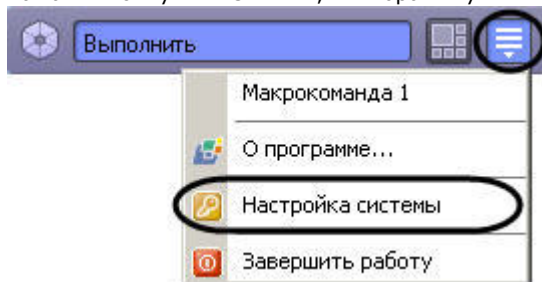 Выполнить
Макрокоманда 1
О программе...
Настройка системы
Завершить работу